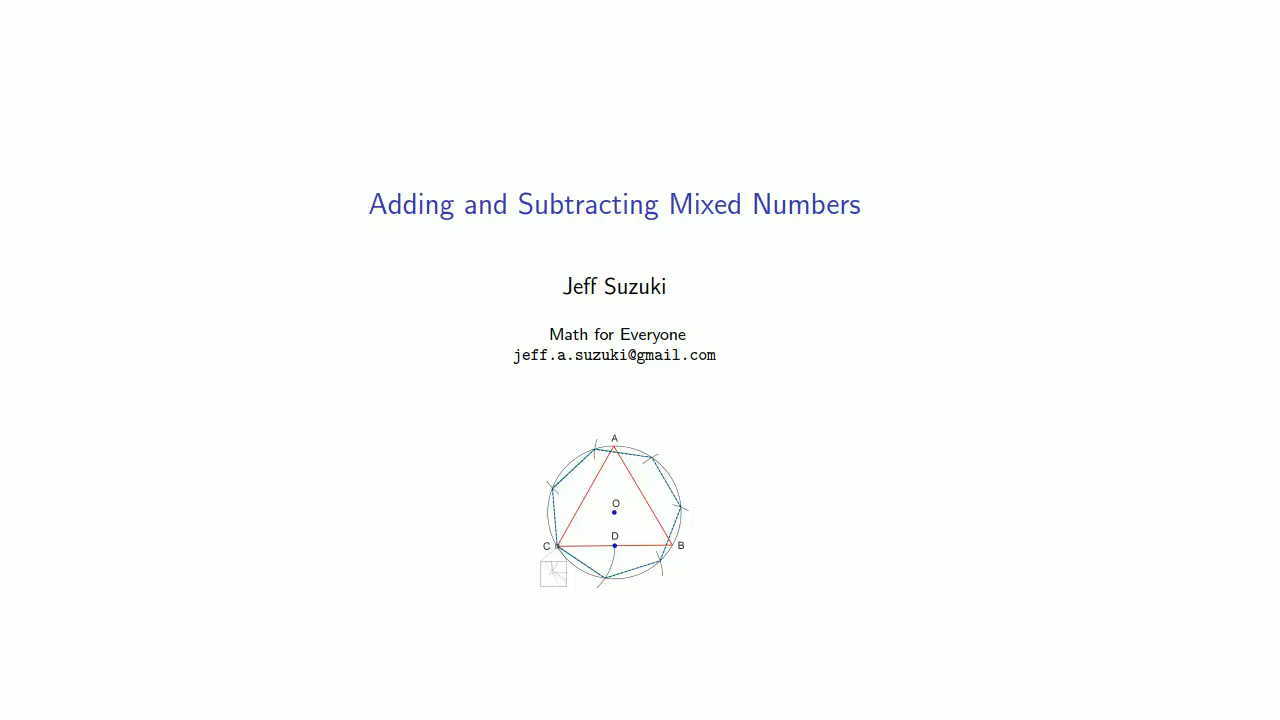 Adding and Subtracting Mixed Numbers
Jeff Suzuki
Math for Everyone
jeff.a.suzuki@gmail.com
A
O
D
C
B